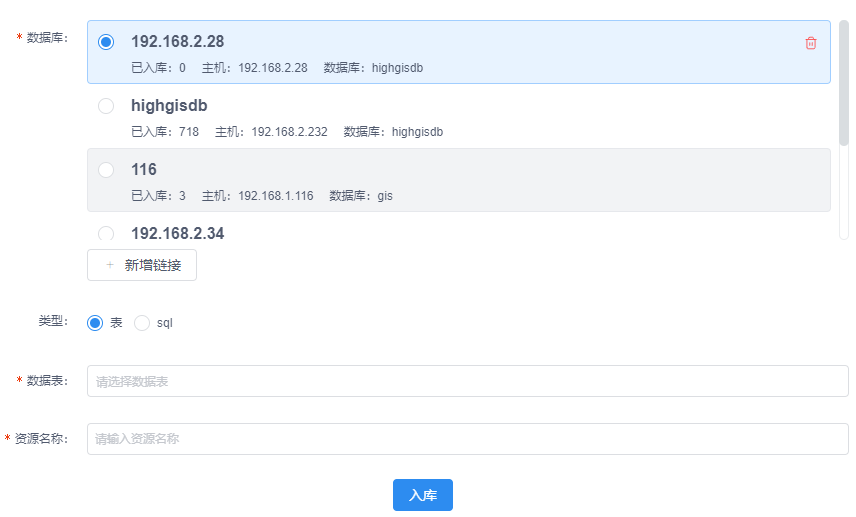 * 数据库:
192.168.2.28
已入库: 0 主机: 192.168.2.28 数据库: highgisdb
highgisdb
已入库: 718 主机: 192.168.2.232 数据库: highgisdb
116
已入库: 3 主机: 192.168.1.116 数据库: gis
192.168.2.34
+ 新增链接
类型: 表 sql
* 数据表: 请选择数据表
* 资源名称: 请输入资源名称
入库